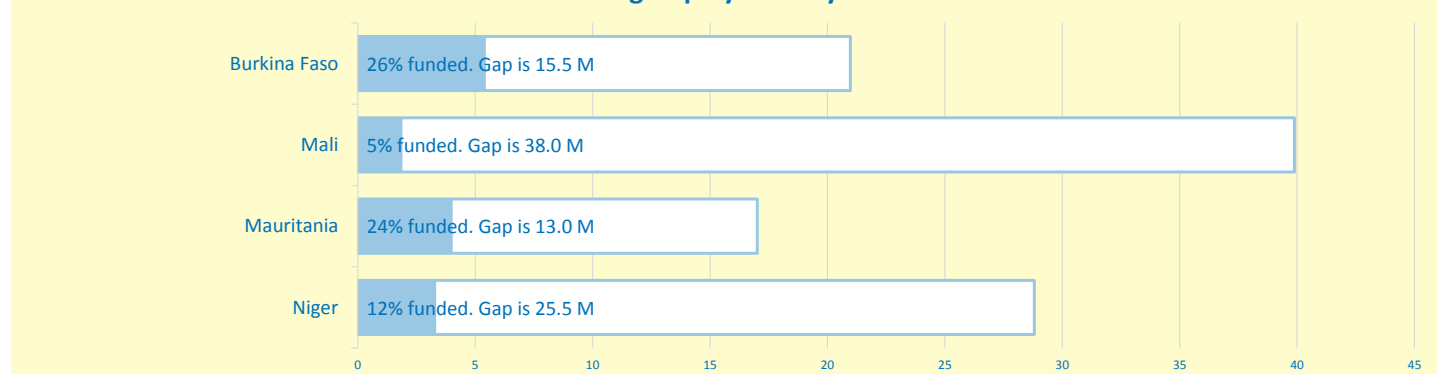 Burkina Faso
26% funded. Gap is 15.5 M
Mali
5% funded. Gap is 38.0 M
Mauritania
24% funded. Gap is 13.0 M
Niger
12% funded. Gap is 25.5 M
0 5 10 15 20 25 30 35 40 45